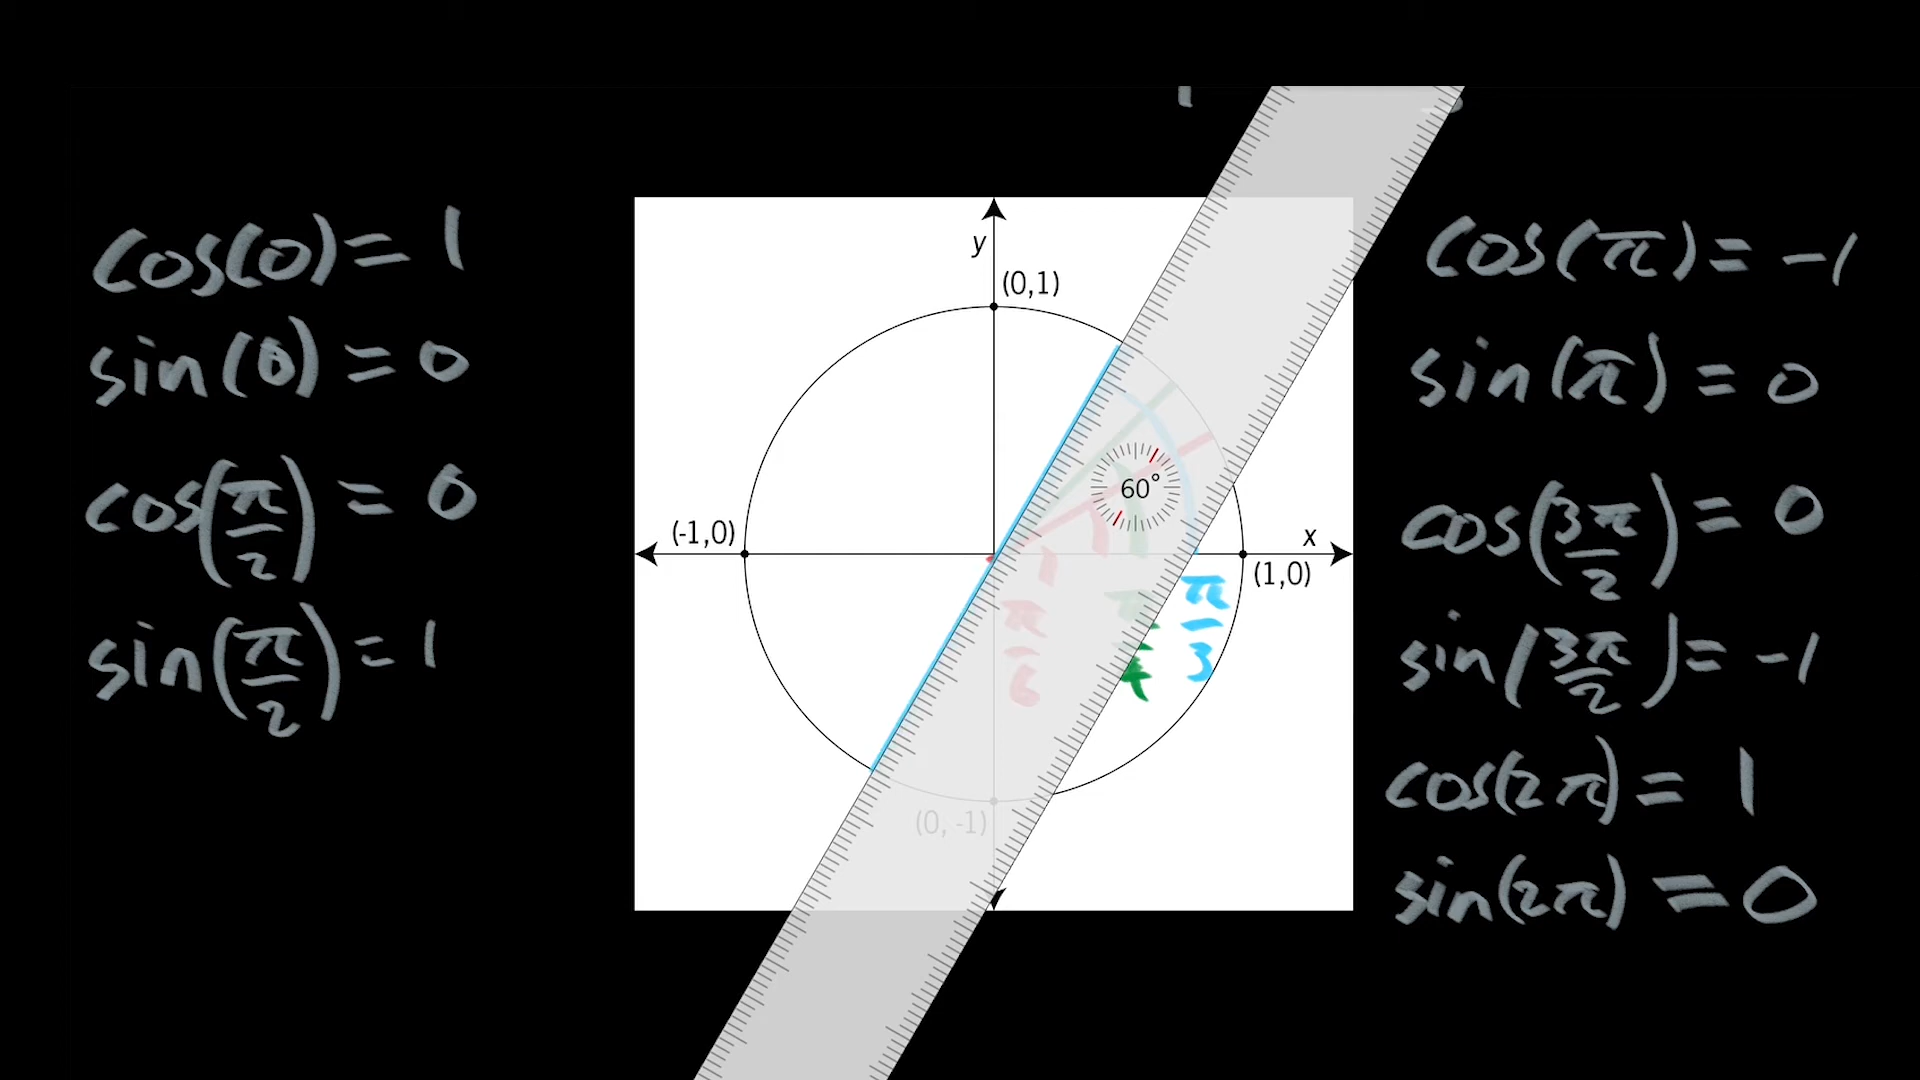 cos(0) = 1
sin(0) = 0
cos(π/2) = 0
sin(π/2) = 1
y
(0,1)
(-1,0)
x
(1,0)
(0, -1)
60°
π/6
π/4
π/3
cos(π) = -1
sin(π) = 0
cos(3π/2) = 0
sin(3π/2) = -1
cos(2π) = 1
sin(2π) = 0